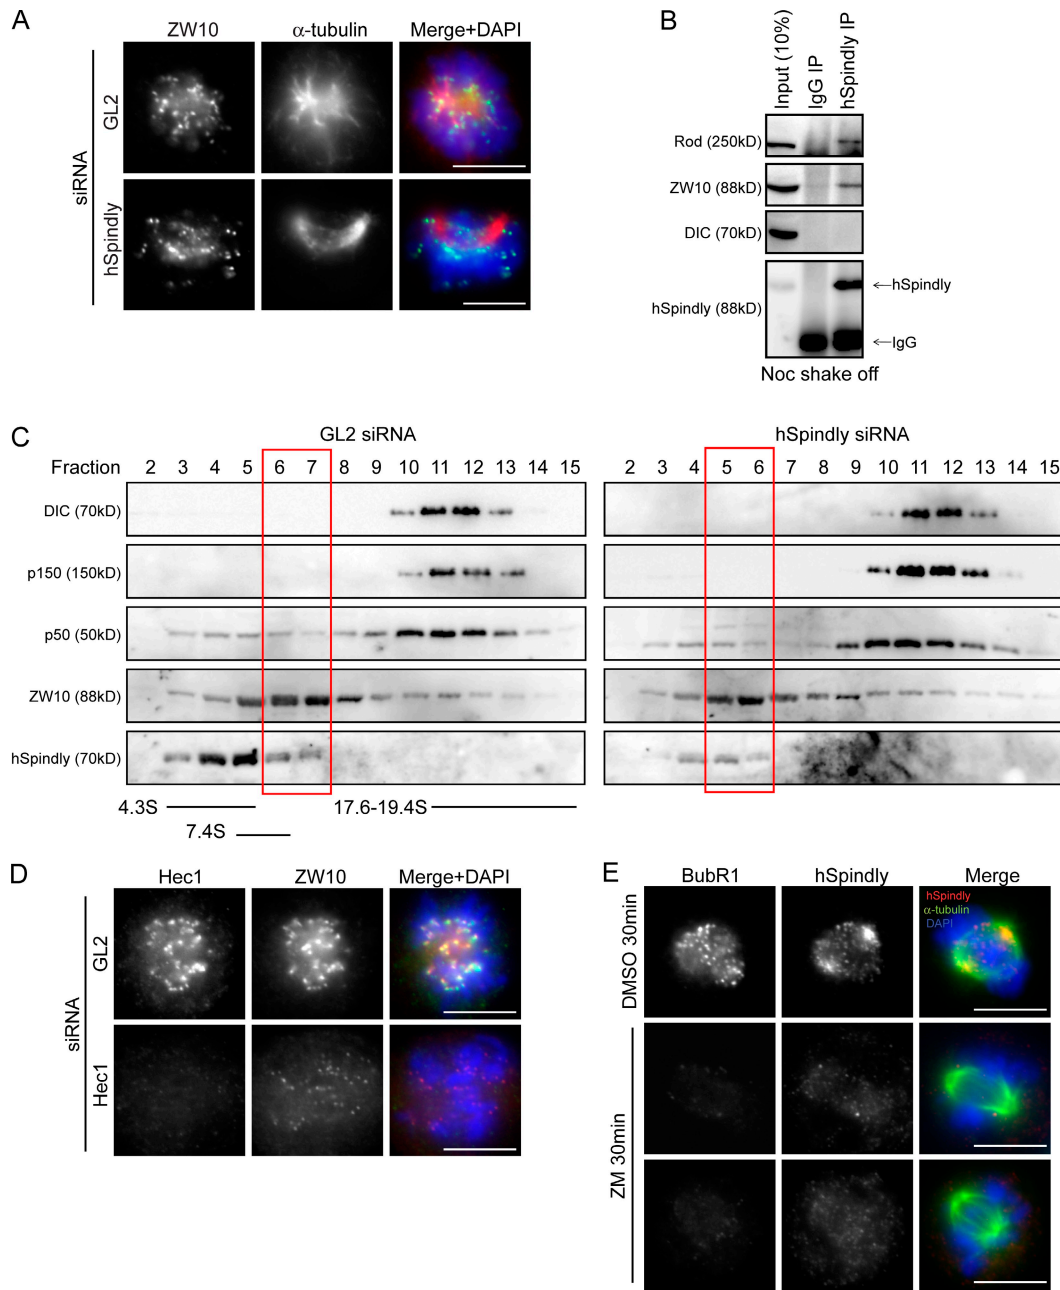 A
ZW10 α-tubulin Merge+DAPI
siRNA
GL2
hSpindly
B
Input (10%)
IgG IP
hSpindly IP
Rod (250kD)
ZW10 (88kD)
DIC (70kD)
hSpindly (88kD)
←hSpindly
←IgG
Noc shake off
C
GL2 siRNA hSpindly siRNA
Fraction 2 3 4 5 6 7 8 9 10 11 12 13 14 15 2 3 4 5 6 7 8 9 10 11 12 13 14 15
DIC (70kD)
p150 (150kD)
p50 (50kD)
ZW10 (88kD)
hSpindly (70kD)
4.3S 17.6-19.4S
7.4S
D
Hec1 ZW10 Merge+DAPI
siRNA
GL2
Hec1
E
BubR1 hSpindly Merge
DMSO 30min
hSpindly
α-tubulin
DAPI
ZM 30min